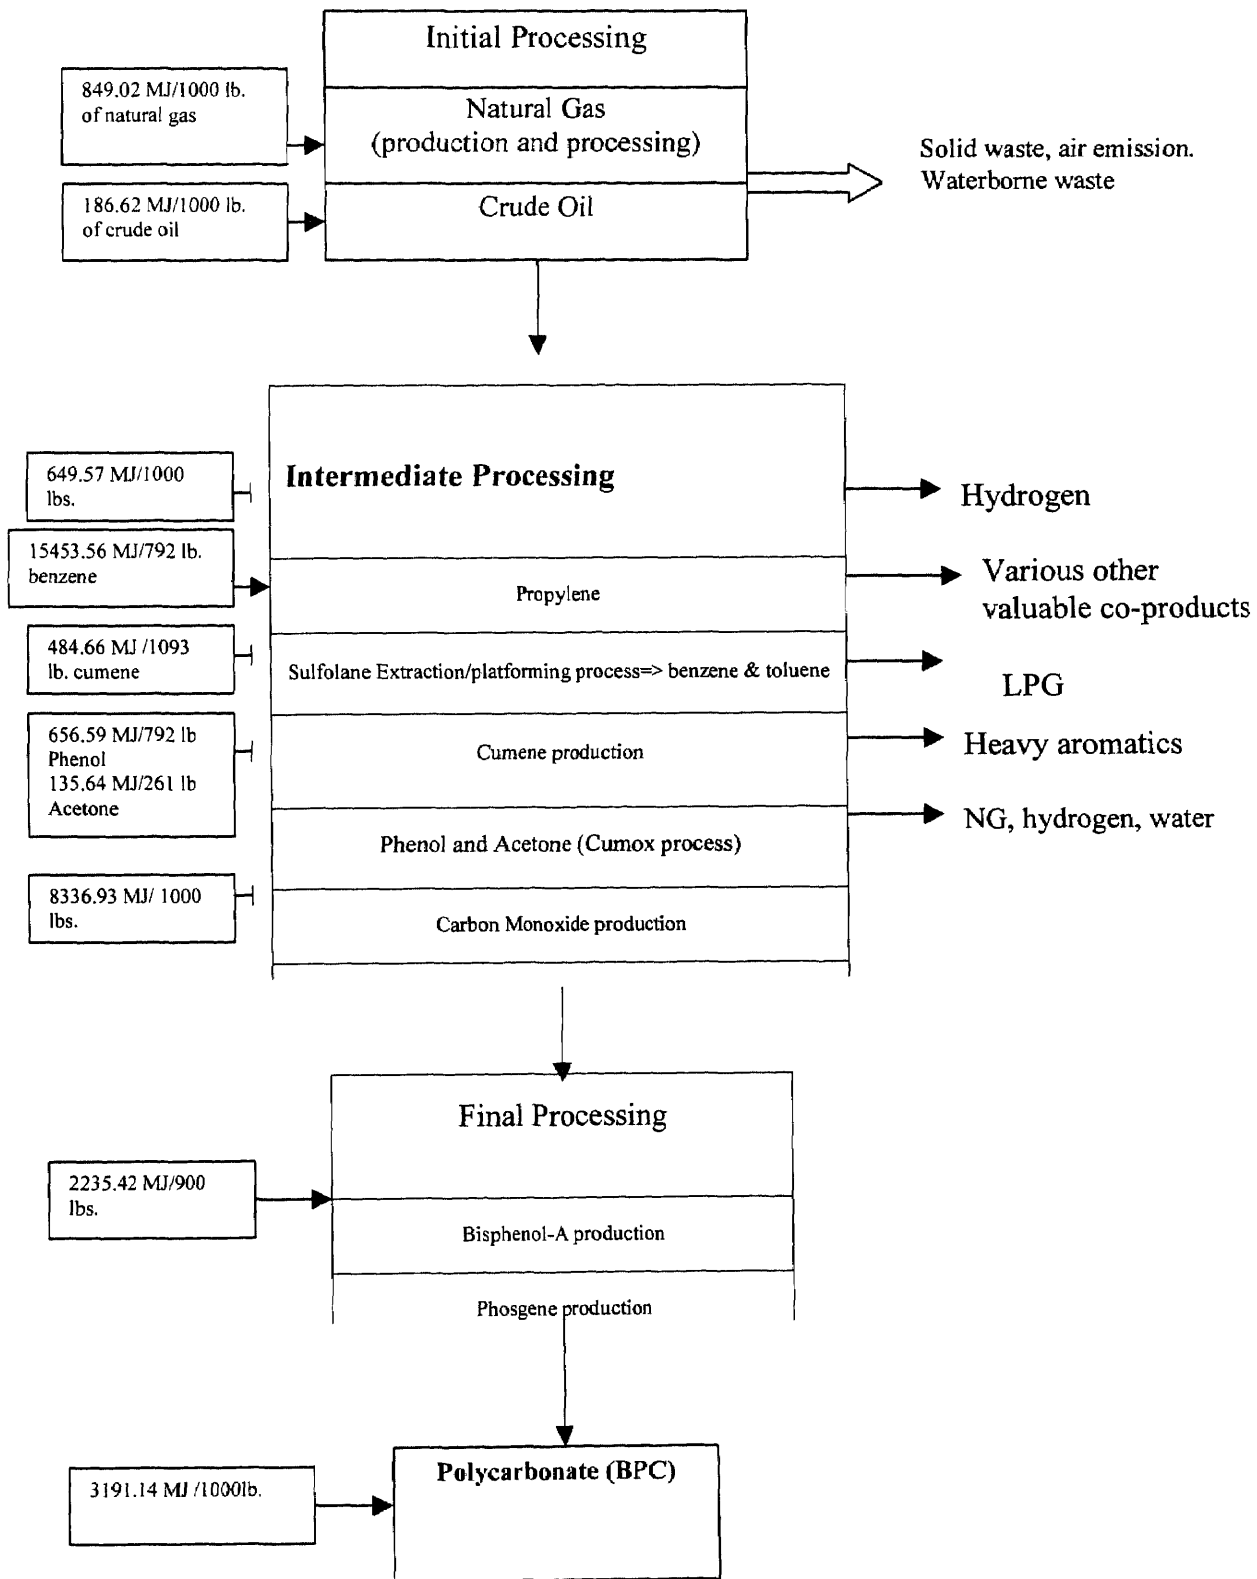 Initial Processing
849.02 MJ/1000 lb.
of natural gas
Natural Gas
(production and processing)
Solid waste, air emission.
Waterborne waste
186.62 MJ/1000 lb.
of crude oil
Crude Oil
649.57 MJ/1000
lbs.
Intermediate Processing
Hydrogen
15453.56 MJ/792 lb.
benzene
Propylene
Various other
valuable co-products
484.66 MJ /1093
lb. cumene
Sulfolane Extraction/platforming process=> benzene & toluene
LPG
656.59 MJ/792 lb
Phenol
135.64 MJ/261 lb
Acetone
Cumene production
Heavy aromatics
Phenol and Acetone (Cumox process)
NG, hydrogen, water
8336.93 MJ/ 1000
lbs.
Carbon Monoxide production
Final Processing
2235.42 MJ/900
lbs.
Bisphenol-A production
Phosgene production
Polycarbonate (BPC)
3191.14 MJ /1000lb.